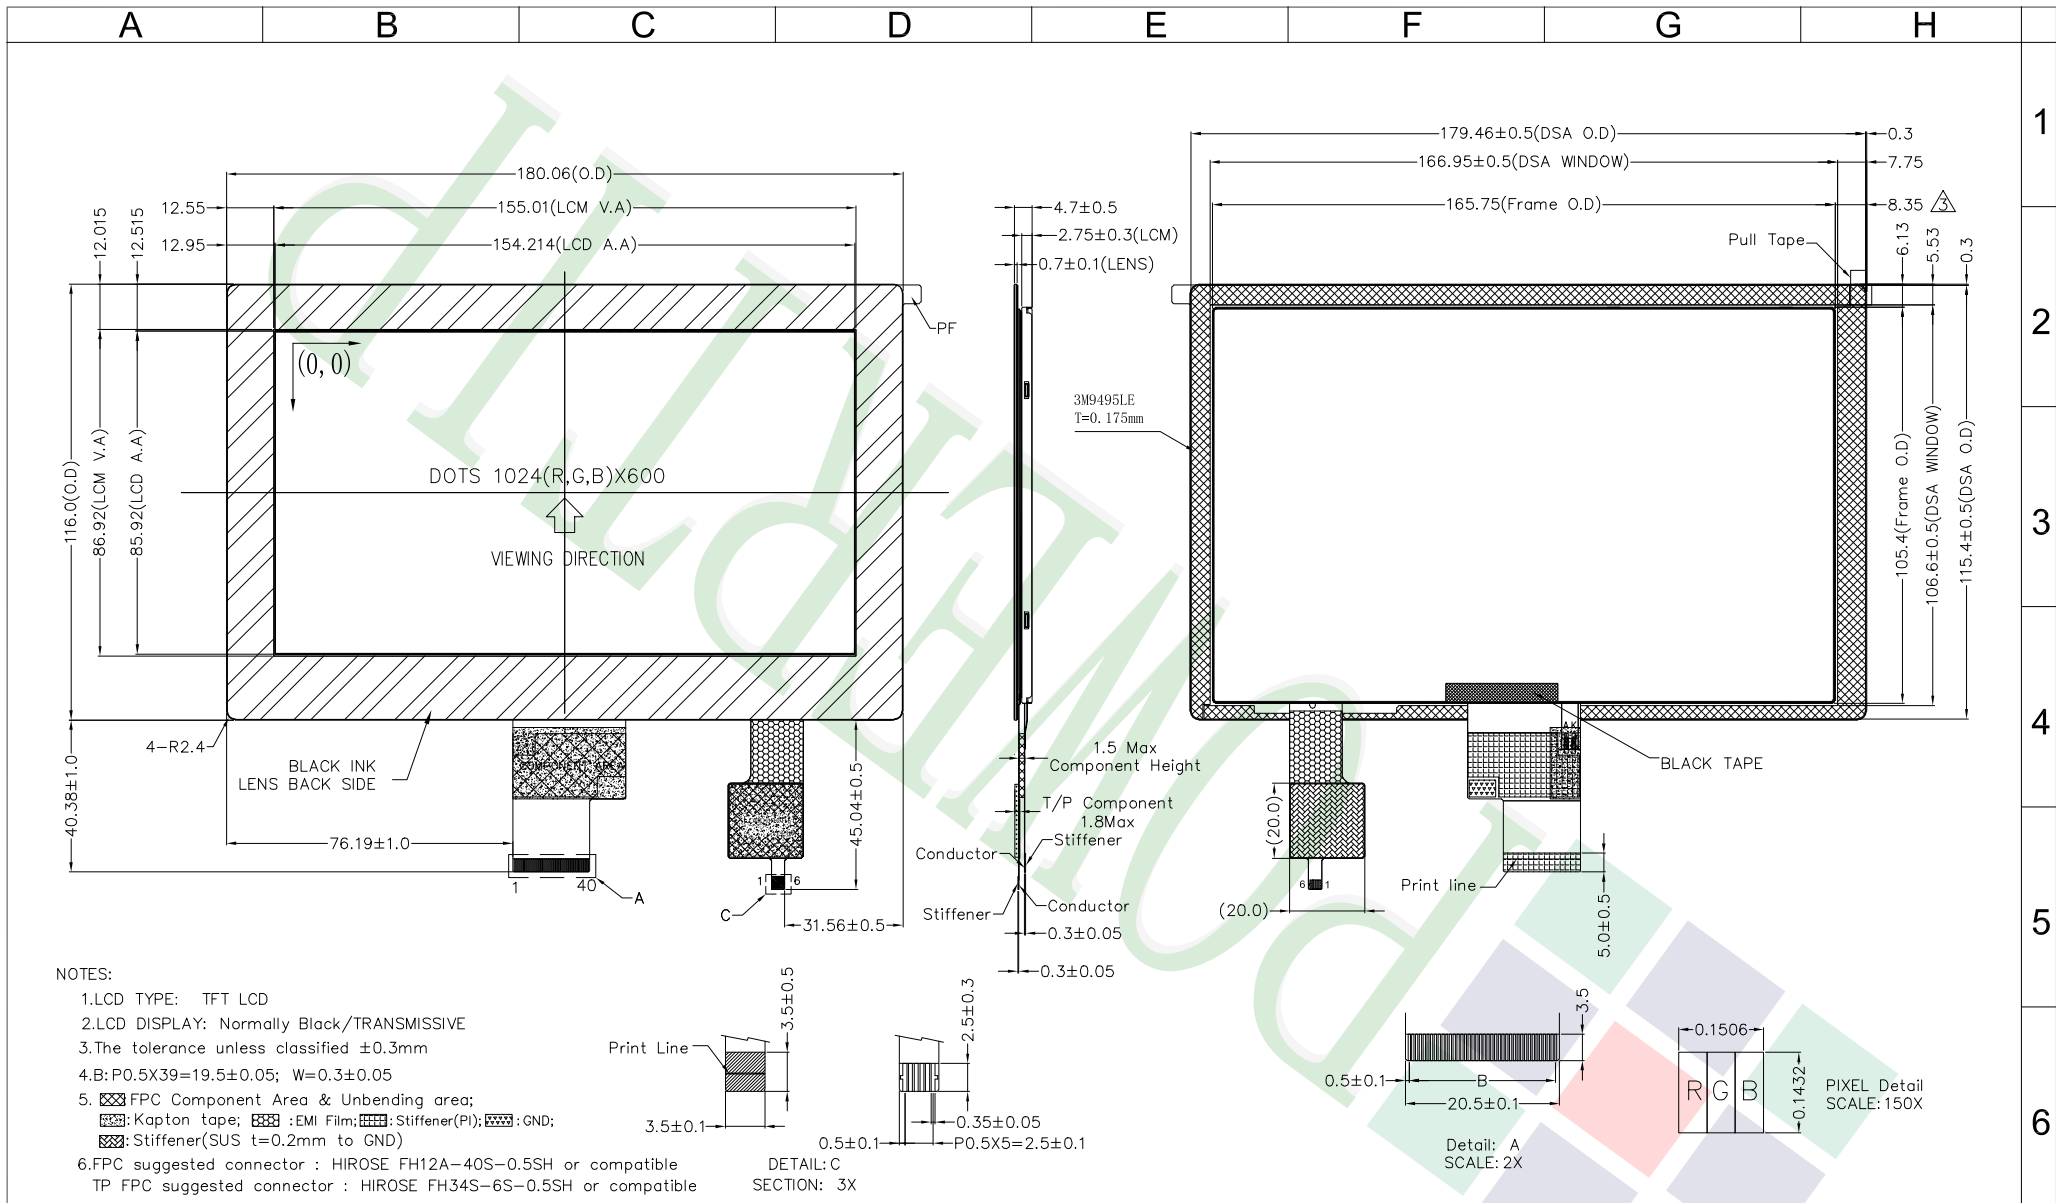 A B C D E F G H
1
2
3
4
5
6
180.06(O.D)
12.55
155.01(LCM V.A)
12.95
154.214(LCD A.A)
12.015
12.515
116.0(O.D)
86.92(LCM V.A)
85.92(LCD A.A)
(0,0)
PF
DOTS 1024(R,G,B)X600
VIEWING DIRECTION
4-R2.4
BLACK INK
LENS BACK SIDE
COMPONENT AREA
40.38±1.0
76.19±1.0
1
40
A
1
6
C
45.04±0.5
31.56±0.5
4.7±0.5
2.75±0.3(LCM)
0.7±0.1(LENS)
1.5 Max
Component Height
T/P Component
1.8Max
Stiffener
Conductor
Stiffener
Conductor
0.3±0.05
0.3±0.05
179.46±0.5(DSA O.D)
0.3
166.95±0.5(DSA WINDOW)
7.75
165.75(Frame O.D)
8.35
3
Pull Tape
6.13
5.53
0.3
3M9495LE
T=0.175mm
105.4(Frame O.D)
106.6±0.5(DSA WINDOW)
115.4±0.5(DSA O.D)
A K
BLACK TAPE
(20.0)
6
1
(20.0)
Print line
5.0±0.5
NOTES:
1.LCD TYPE: TFT LCD
2.LCD DISPLAY: Normally Black/TRANSMISSIVE
3.The tolerance unless classified ±0.3mm
4.B:P0.5X39=19.5±0.05; W=0.3±0.05
5. FPC Component Area & Unbending area;
:Kapton tape; :EMI Film; :Stiffener(PI); :GND;
:Stiffener(SUS t=0.2mm to GND)
6.FPC suggested connector : HIROSE FH12A-40S-0.5SH or compatible
TP FPC suggested connector : HIROSE FH34S-6S-0.5SH or compatible
Print Line
3.5±0.5
3.5±0.1
2.5±0.3
0.35±0.05
0.5±0.1
P0.5X5=2.5±0.1
DETAIL:C
SECTION: 3X
3.5
0.5±0.1
B
20.5±0.1
Detail: A
SCALE:2X
0.1506
R G B
0.1432
PIXEL Detail
SCALE:150X
POWERTIP